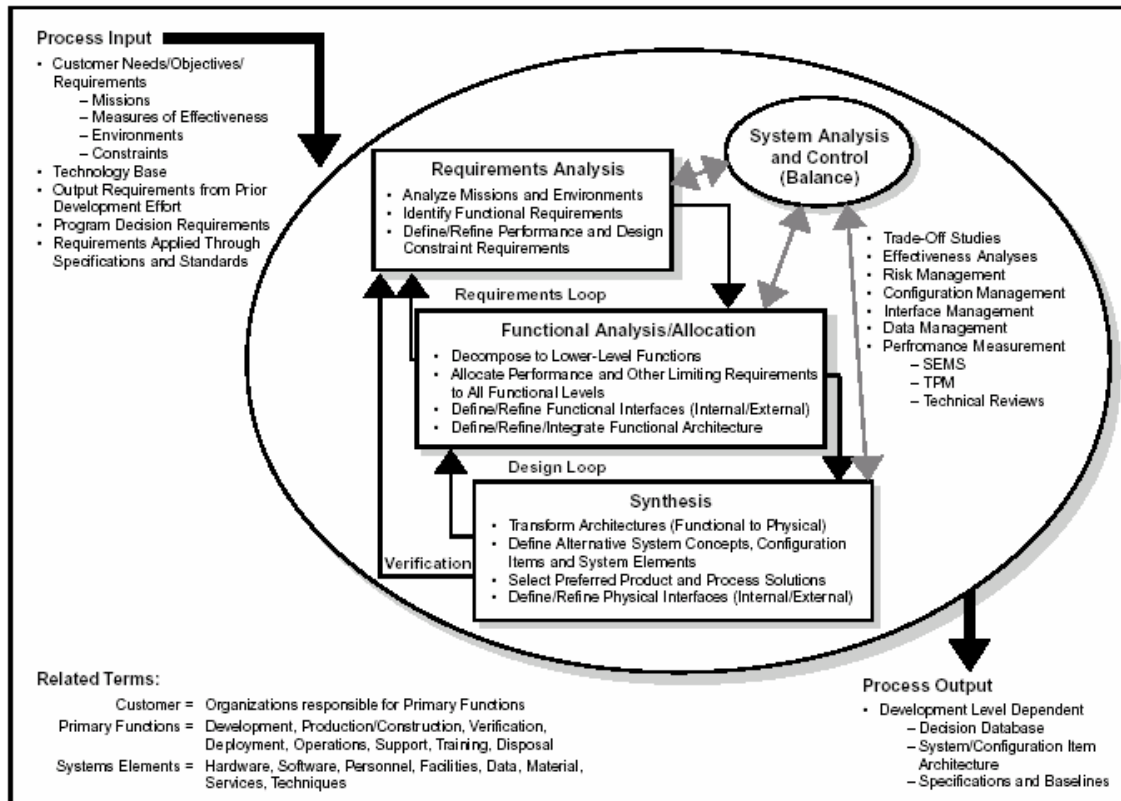 Process Input
• Customer Needs/Objectives/
Requirements
– Missions
– Measures of Effectiveness
– Environments
– Constraints
• Technology Base
• Output Requirements from Prior
Development Effort
• Program Decision Requirements
• Requirements Applied Through
Specifications and Standards
System Analysis
and Control
(Balance)
Requirements Analysis
• Analyze Missions and Environments
• Identify Functional Requirements
• Define/Refine Performance and Design
Constraint Requirements
• Trade-Off Studies
• Effectiveness Analyses
• Risk Management
• Configuration Management
• Interface Management
• Data Management
• Perfromance Measurement
– SEMS
– TPM
– Technical Reviews
Requirements Loop
Functional Analysis/Allocation
• Decompose to Lower-Level Functions
• Allocate Performance and Other Limiting Requirements
to All Functional Levels
• Define/Refine Functional Interfaces (Internal/External)
• Define/Refine/Integrate Functional Architecture
Design Loop
Synthesis
• Transform Architectures (Functional to Physical)
• Define Alternative System Concepts, Configuration
Items and System Elements
• Select Preferred Product and Process Solutions
• Define/Refine Physical Interfaces (Internal/External)
Verification
Related Terms:
Customer = Organizations responsible for Primary Functions
Primary Functions = Development, Production/Construction, Verification,
Deployment, Operations, Support, Training, Disposal
Systems Elements = Hardware, Software, Personnel, Facilities, Data, Material,
Services, Techniques
Process Output
• Development Level Dependent
– Decision Database
– System/Configuration Item
Architecture
– Specifications and Baselines